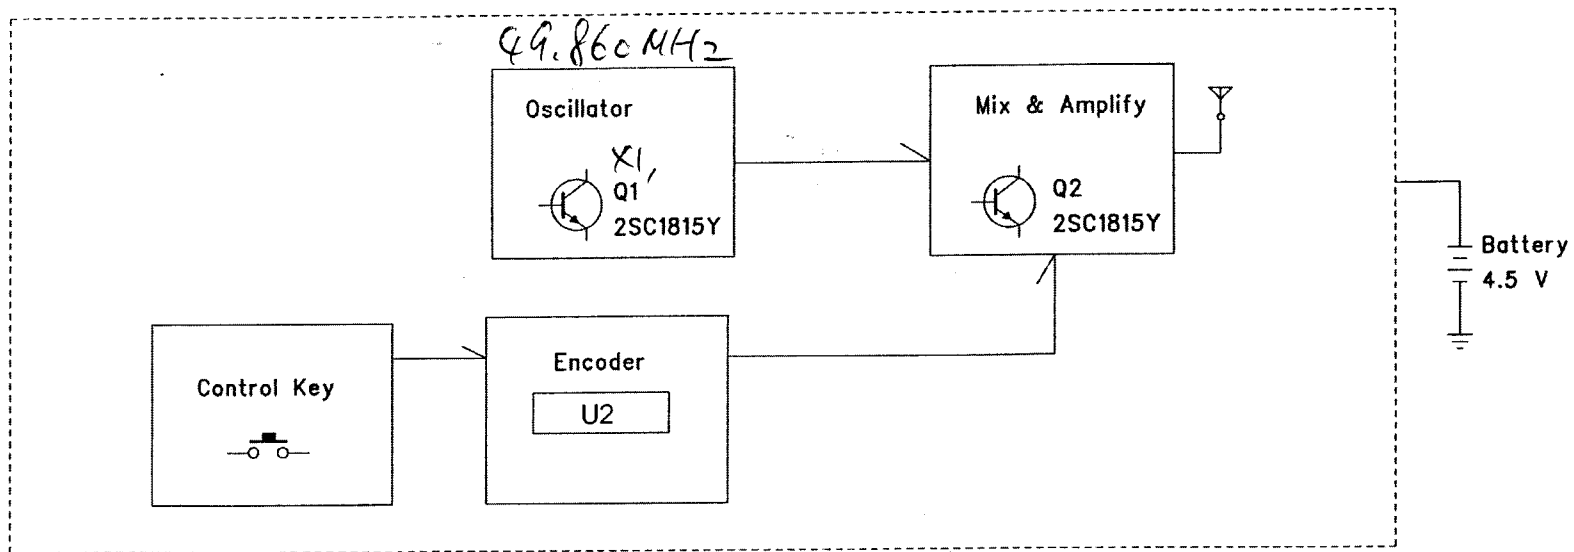 49.860MHz
Oscillator
X1,
Q1
2SC1815Y
Mix & Amplify
Q2
2SC1815Y
Battery
4.5 V
Control Key
Encoder
U2